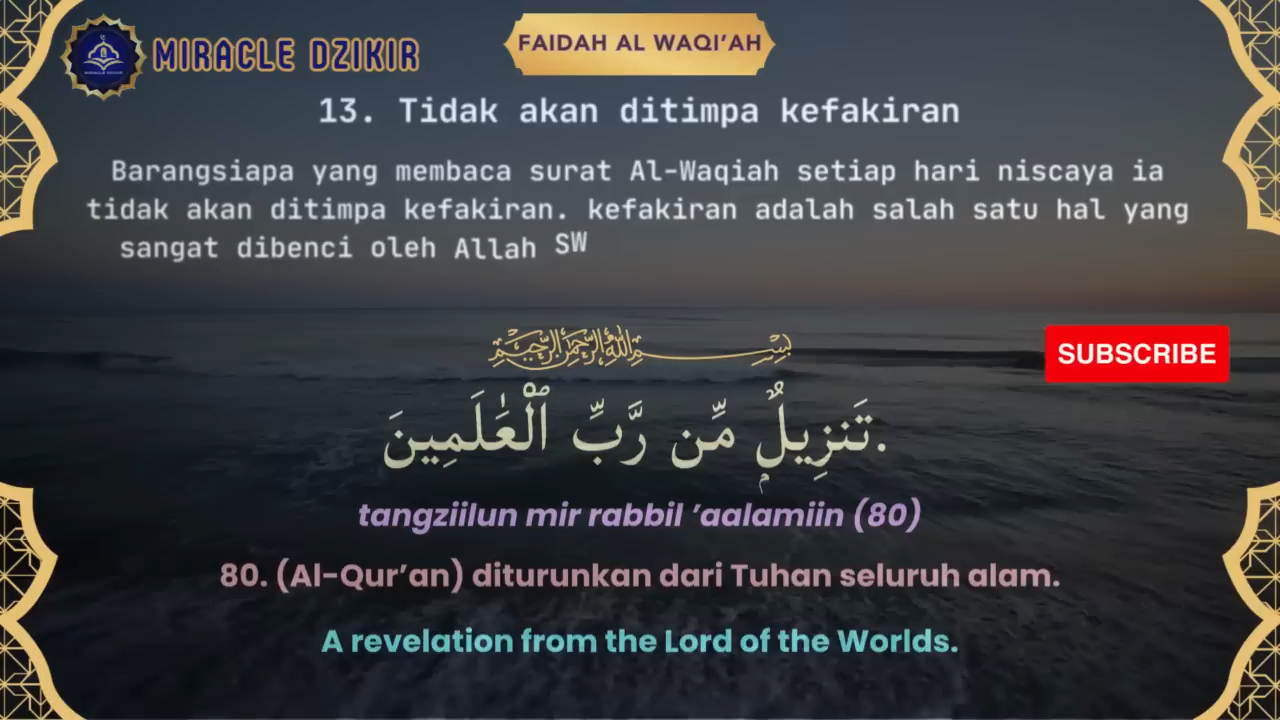 MIRACLE DZIKIR
FAIDAH AL WAQI’AH
13. Tidak akan ditimpa kefakiran
Barangsiapa yang membaca surat Al-Waqiah setiap hari niscaya ia
tidak akan ditimpa kefakiran. kefakiran adalah salah satu hal yang
sangat dibenci oleh Allah SW
بِسْمِ اللَّهِ الرَّحْمَٰنِ الرَّحِيمِ
SUBSCRIBE
تَنزِيلٌۭ مِّن رَّبِّ ٱلْعَٰلَمِينَ.
tangziilun mir rabbil ’aalamiin (80)
80. (Al-Qur’an) diturunkan dari Tuhan seluruh alam.
A revelation from the Lord of the Worlds.